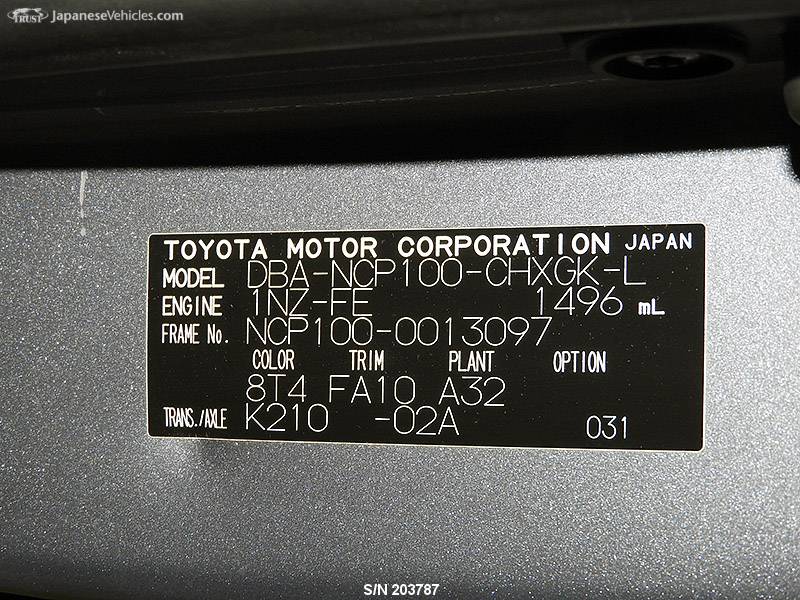 TRUST JapaneseVehicles.com
TOYOTA MOTOR CORPORATION JAPAN
MODEL DBA-NCP100-CHXGK-L
ENGINE 1NZ-FE 1496 mL
FRAME No. NCP100-0013097
COLOR TRIM PLANT OPTION
8T4 FA10 A32
TRANS./AXLE K210 -02A 031
S/N 203787